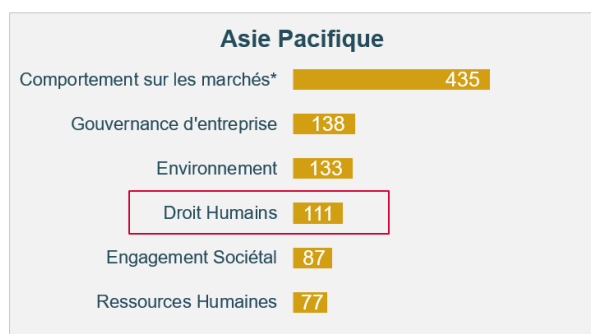 Asie Pacifique
Comportement sur les marchés* 435
Gouvernance d'entreprise 138
Environnement 133
Droit Humains 111
Engagement Sociétal 87
Ressources Humaines 77